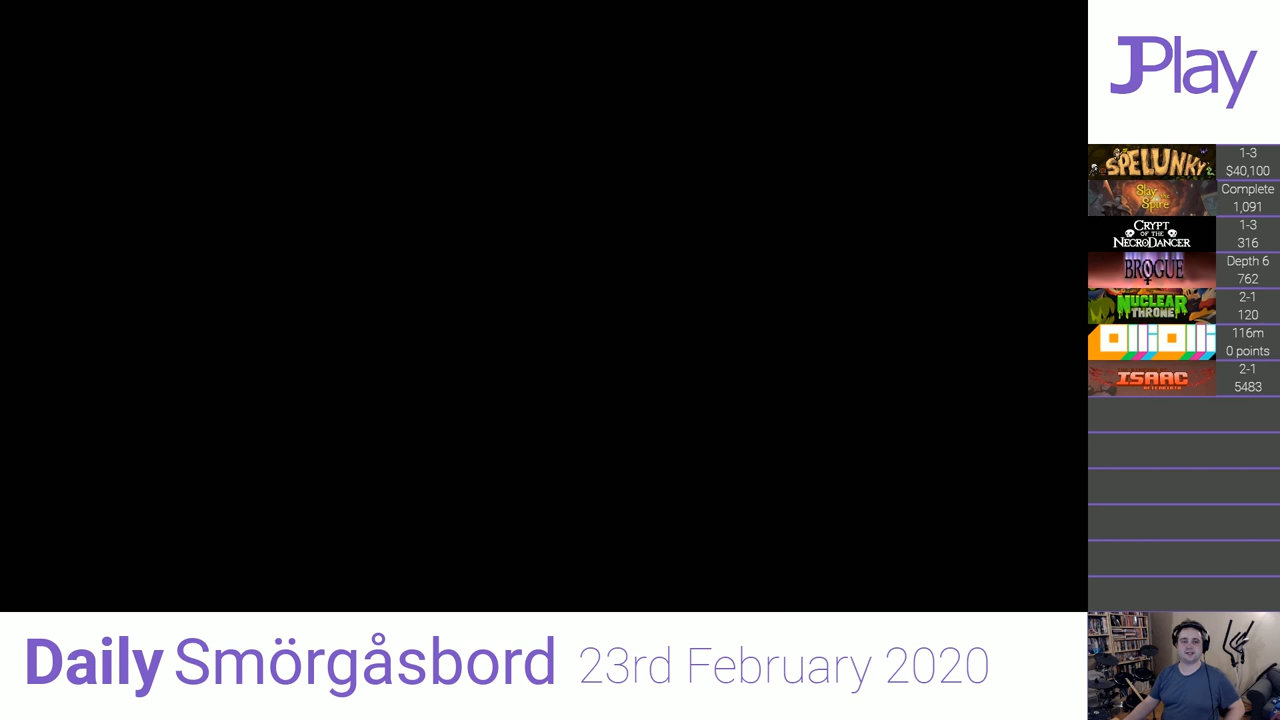 JPlay
SPELUNKY
1-3
$40,100
Slay the Spire
Complete
1,091
CRYPT OF THE NECRODANCER
1-3
316
BROGUE
Depth 6
762
NUCLEAR THRONE
2-1
120
OlliOlli
116m
0 points
ISAAC
AFTERBIRTH
2-1
5483
Daily Smörgåsbord 23rd February 2020